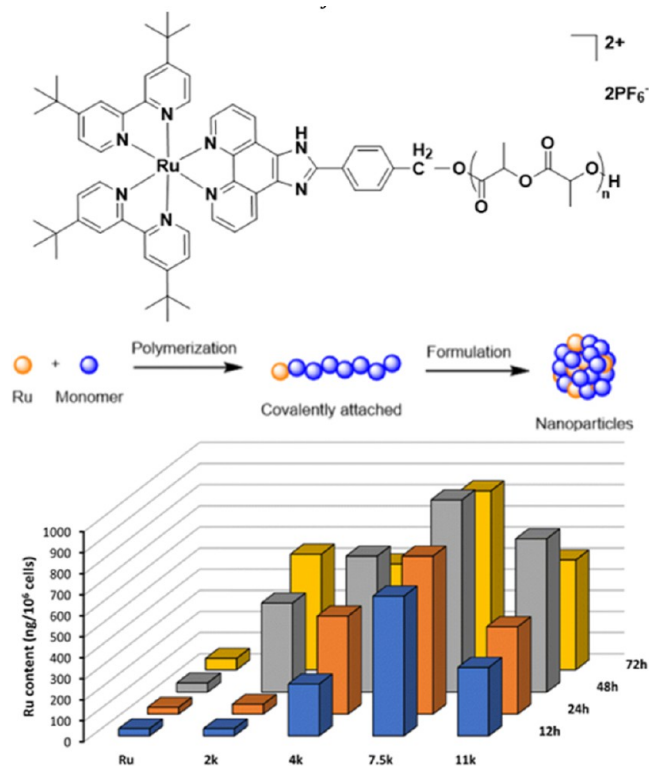 2+
2PF6-
N
N
N
N
N
N
Ru
H
N
N
H2
C
O
O
O
O
O
H
n
Polymerization
Formulation
+
Ru
Monomer
Covalently attached
Nanoparticles
Ru content (ng/10⁶ cells)
1000
900
800
700
600
500
400
300
200
100
0
Ru
2k
4k
7.5k
11k
12h
24h
48h
72h